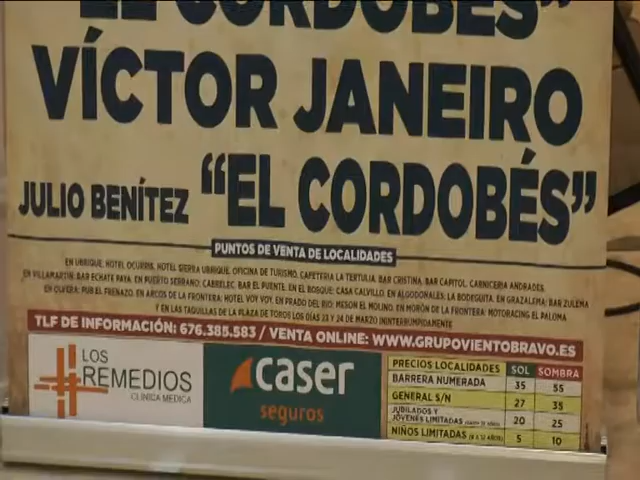 "EL CORDOBÉS"
VÍCTOR JANEIRO
JULIO BENÍTEZ "EL CORDOBÉS"
PUNTOS DE VENTA DE LOCALIDADES
EN UBRIQUE, HOTEL OCURRIS, HOTEL SIERRA UBRIQUE, OFICINA DE TURISMO, CAFETERIA LA TERTULIA, BAR CRISTINA, BAR CAPITOL, CARNICERIA ANDRADES,
EN VILLAMARTIN: BAR ECHATE PAYA, EN PUERTO SERRANO: CABRELEC, BAR EL PUENTE, EN EL BOSQUE: CASA CALVILLO, EN ALGODONALES: LA BODEGUITA, EN GRAZALEMA: BAR ZULEMA
EN OLVERA: PUB EL FRENAZO, EN ARCOS DE LA FRONTERA: HOTEL VOY VOY, EN PRADO DEL RIO: MESON EL MOLINO, EN MORÓN DE LA FRONTERA: MOTORACING EL PALOMA
Y EN LAS TAQUILLAS DE LA PLAZA DE TOROS LOS DIAS 23 Y 24 DE MARZO ININTERRUMPIDAMENTE
TLF DE INFORMACIÓN: 676.385.583 / VENTA ONLINE: WWW.GRUPOVIENTOBRAVO.ES
LOS REMEDIOS
CLÍNICA MEDICA
caser
seguros
PRECIOS LOCALIDADES SOL SOMBRA
BARRERA NUMERADA 35 55
GENERAL S/N 27 35
JUBILADOS Y
JÓVENES LIMITADAS 20 25
NIÑOS LIMITADAS 5 10